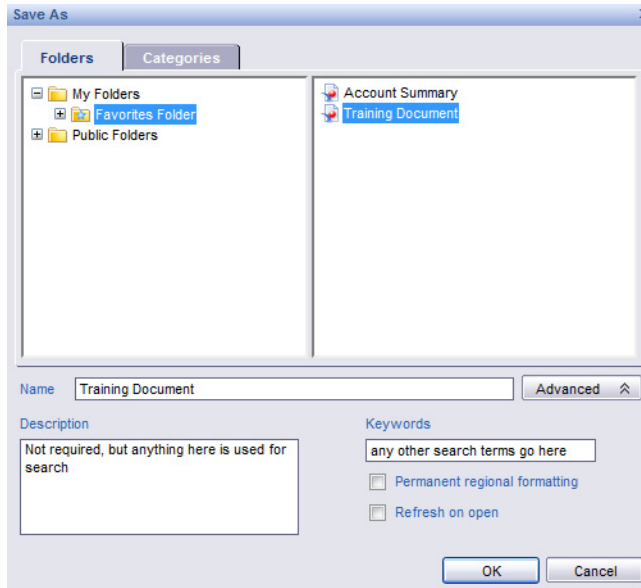 Save As
Folders
Categories
My Folders
Favorites Folder
Public Folders
Account Summary
Training Document
Name
Training Document
Advanced
Description
Not required, but anything here is used for
search
Keywords
any other search terms go here
Permanent regional formatting
Refresh on open
OK
Cancel